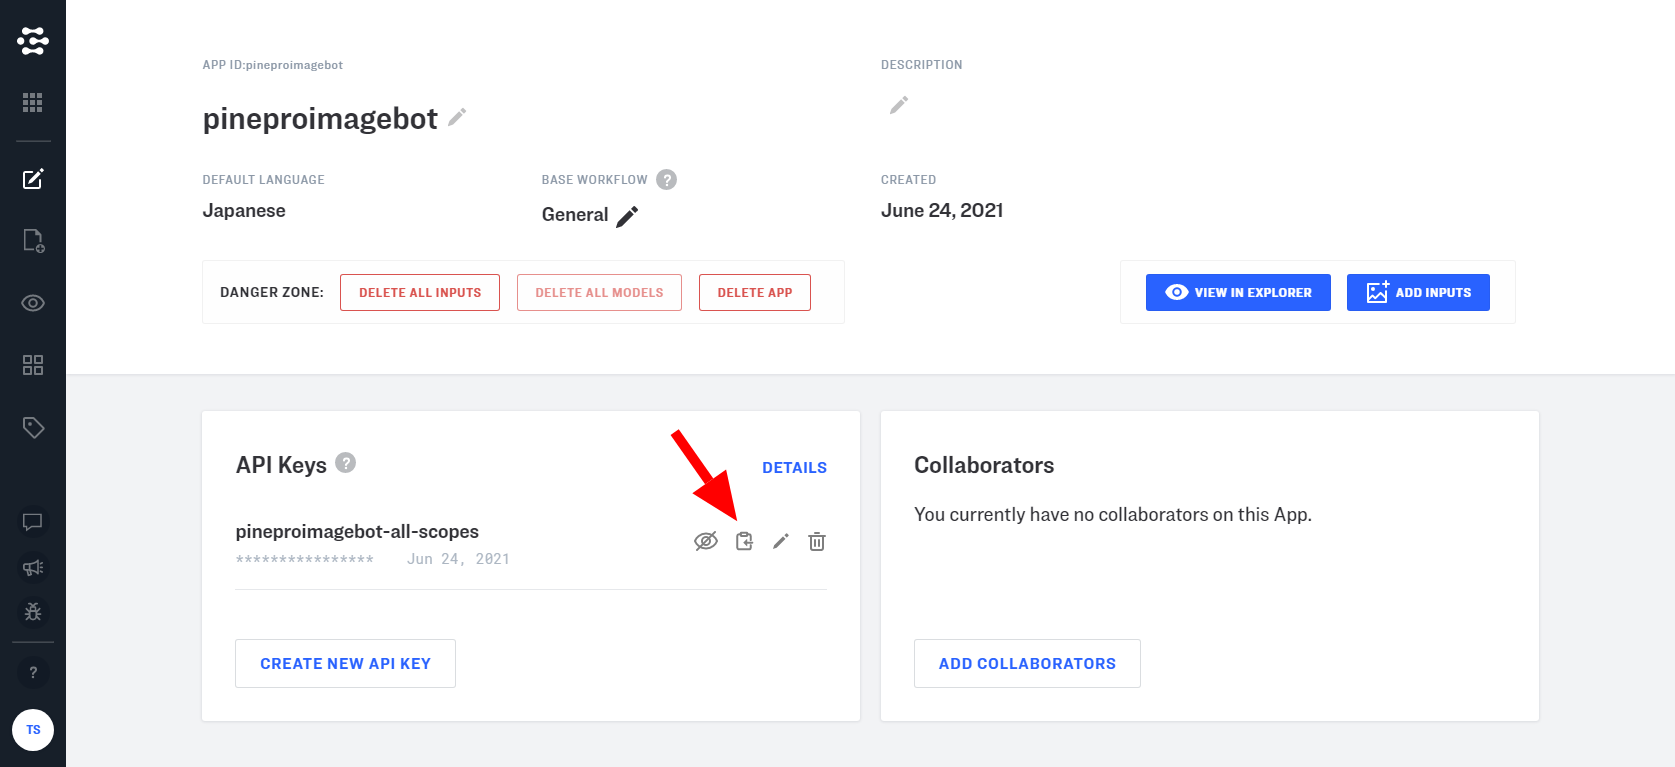 APP ID:pineproimagebot
DESCRIPTION
pineproimagebot
DEFAULT LANGUAGE
BASE WORKFLOW ?
CREATED
Japanese
General
June 24, 2021
DANGER ZONE:
DELETE ALL INPUTS
DELETE ALL MODELS
DELETE APP
VIEW IN EXPLORER
ADD INPUTS
API Keys ?
DETAILS
pineproimagebot-all-scopes
**************** Jun 24, 2021
CREATE NEW API KEY
Collaborators
You currently have no collaborators on this App.
ADD COLLABORATORS
?
TS